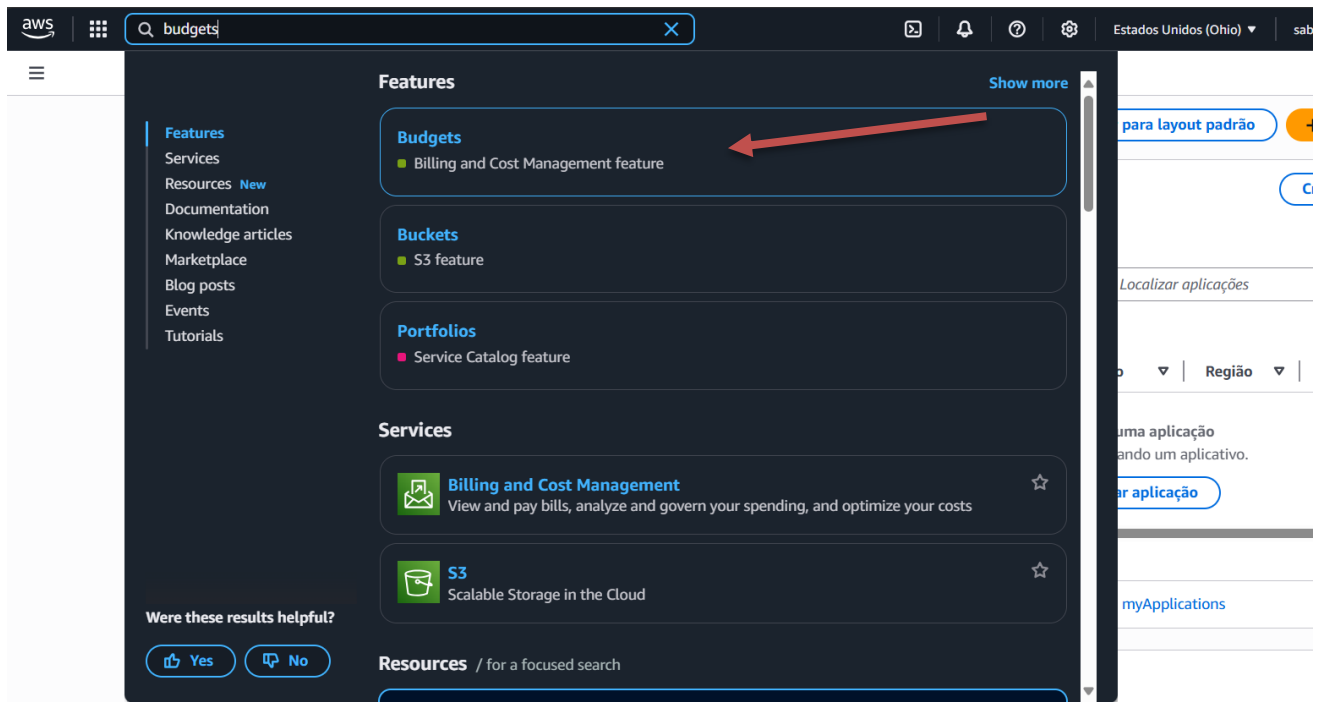 aws
budgets
Estados Unidos (Ohio)
sab
Features
Show more
Features
Services
Resources New
Documentation
Knowledge articles
Marketplace
Blog posts
Events
Tutorials
Budgets
Billing and Cost Management feature
Buckets
S3 feature
Portfolios
Service Catalog feature
Services
Billing and Cost Management
View and pay bills, analyze and govern your spending, and optimize your costs
S3
Scalable Storage in the Cloud
Resources / for a focused search
Were these results helpful?
Yes
No
para layout padrão
Localizar aplicações
Região
uma aplicação
ando um aplicativo.
ar aplicação
myApplications